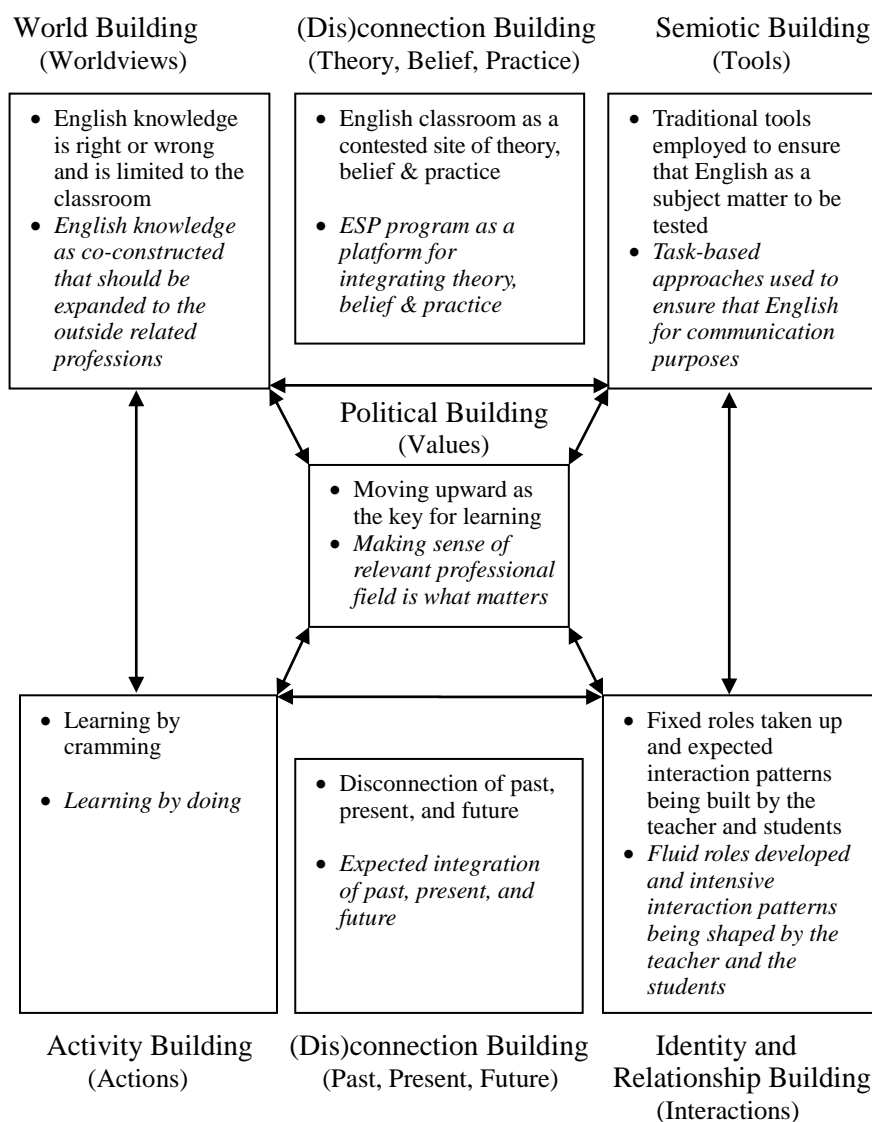 World Building
(Worldviews)
• English knowledge
is right or wrong
and is limited to the
classroom
• English knowledge
as co-constructed
that should be
expanded to the
outside related
professions
(Dis)connection Building
(Theory, Belief, Practice)
• English classroom as a
contested site of theory,
belief & practice
• ESP program as a
platform for
integrating theory,
belief & practice
Semiotic Building
(Tools)
• Traditional tools
employed to ensure
that English as a
subject matter to be
tested
• Task-based
approaches used to
ensure that English
for communication
purposes
Political Building
(Values)
• Moving upward as
the key for learning
• Making sense of
relevant professional
field is what matters
• Learning by
cramming
• Learning by doing
Activity Building
(Actions)
• Disconnection of past,
present, and future
• Expected integration
of past, present, and
future
(Dis)connection Building
(Past, Present, Future)
• Fixed roles taken up
and expected
interaction patterns
being built by the
teacher and students
• Fluid roles developed
and intensive
interaction patterns
being shaped by the
teacher and the
students
Identity and
Relationship Building
(Interactions)